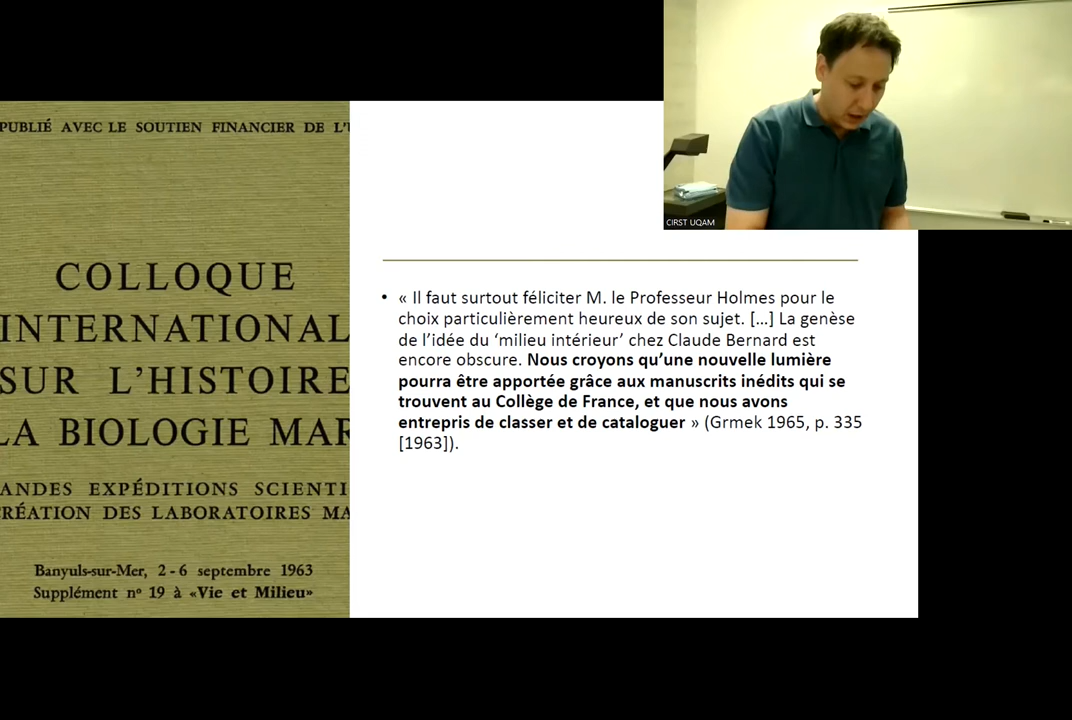 PUBLIÉ AVEC LE SOUTIEN FINANCIER DE L'
COLLOQUE
INTERNATIONAL
SUR L'HISTOIRE
LA BIOLOGIE MAR
ANDES EXPÉDITIONS SCIENTI
CRÉATION DES LABORATOIRES MA
Banyuls-sur-Mer, 2-6 septembre 1963
Supplément nº 19 à «Vie et Milieu»
CIRST UQAM
• « Il faut surtout féliciter M. le Professeur Holmes pour le
choix particulièrement heureux de son sujet. [...] La genèse
de l'idée du ‘milieu intérieur’ chez Claude Bernard est
encore obscure. Nous croyons qu'une nouvelle lumière
pourra être apportée grâce aux manuscrits inédits qui se
trouvent au Collège de France, et que nous avons
entrepris de classer et de cataloguer » (Grmek 1965, p. 335
[1963]).